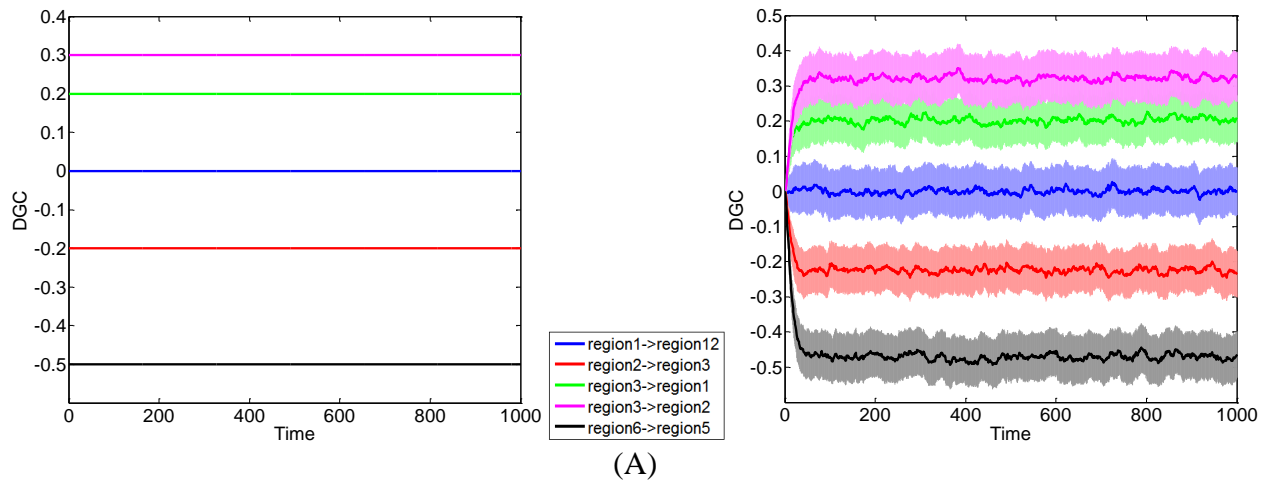 0.4
0.3
0.2
0.1
0
-0.1
-0.2
-0.3
-0.4
-0.5
DGC
0 200 400 600 800 1000
Time
region1->region12
region2->region3
region3->region1
region3->region2
region6->region5
0.5
0.4
0.3
0.2
0.1
0
-0.1
-0.2
-0.3
-0.4
-0.5
DGC
0 200 400 600 800 1000
Time
(A)